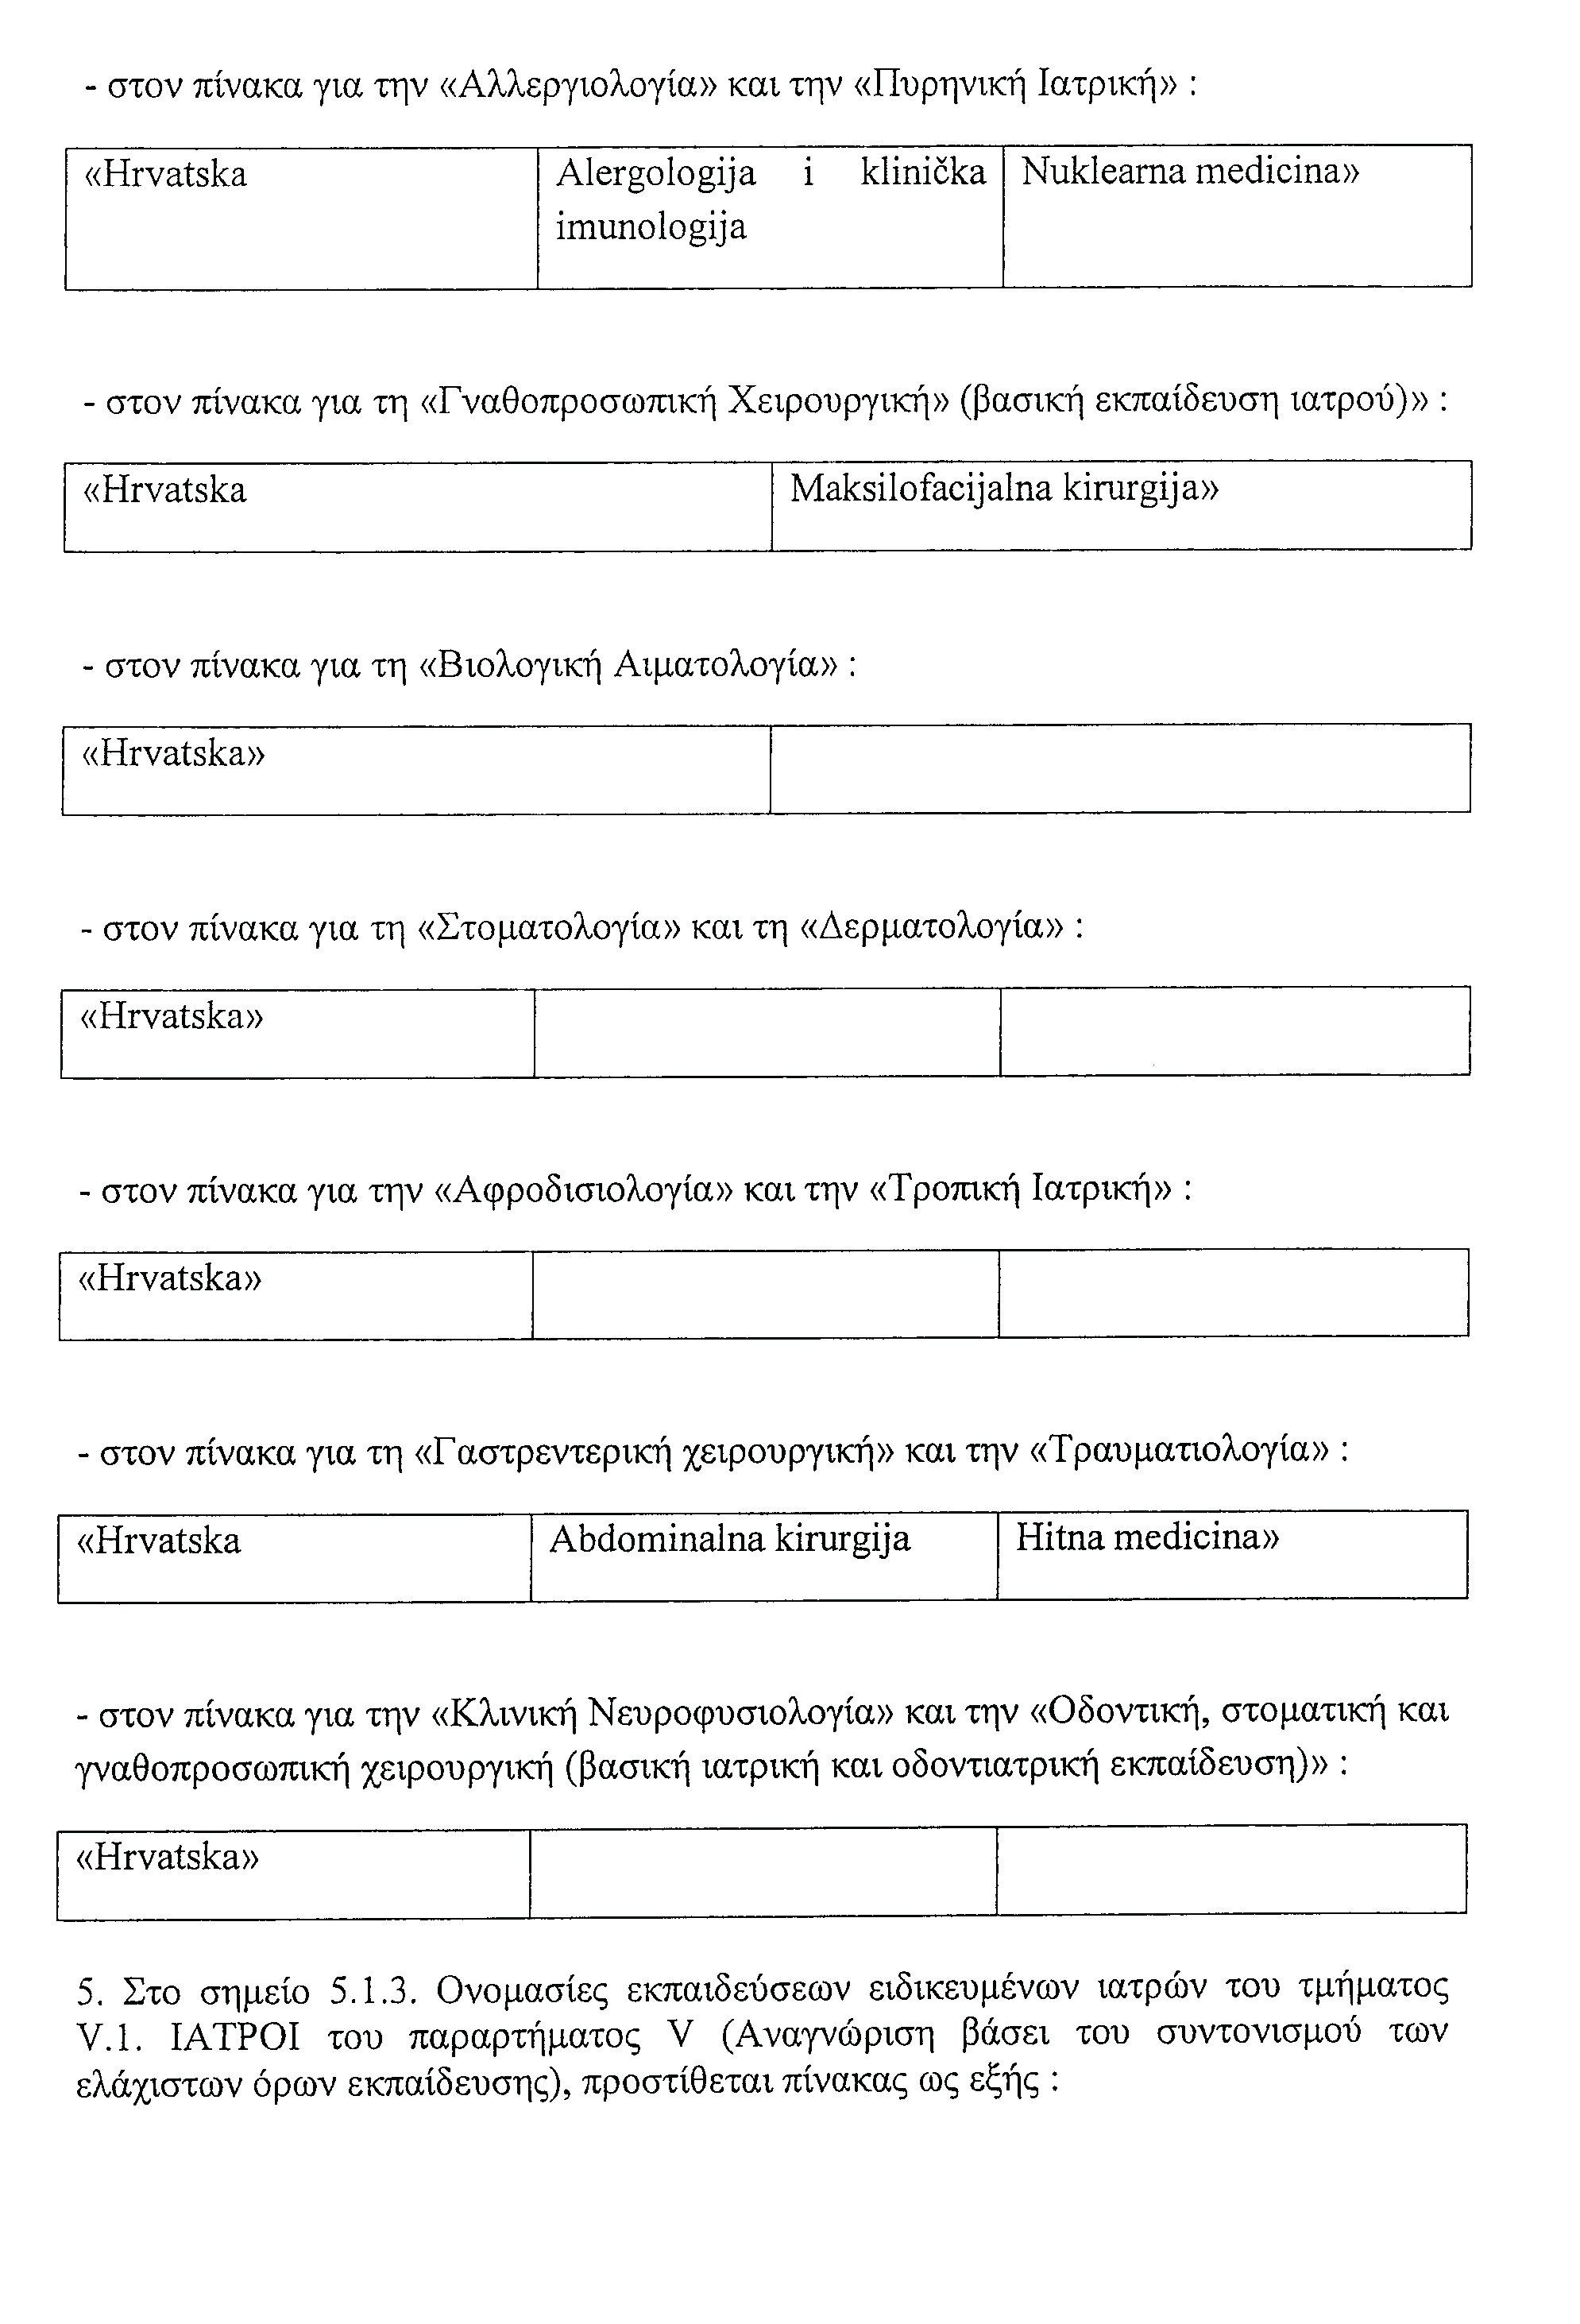 - στον πίνακα για την «Αλλεργιολογία» και την «Πυρηνική Ιατρική» :
«Hrvatska
Alergologija i klinička
imunologija
Nuklearna medicina»
- στον πίνακα για τη «Γναθοπροσωπική Χειρουργική» (βασική εκπαίδευση ιατρού)» :
«Hrvatska
Maksilofacijalna kirurgija»
- στον πίνακα για τη «Βιολογική Αιματολογία» :
«Hrvatska»
- στον πίνακα για τη «Στοματολογία» και τη «Δερματολογία» :
«Hrvatska»
- στον πίνακα για την «Αφροδισιολογία» και την «Τροπική Ιατρική» :
«Hrvatska»
- στον πίνακα για τη «Γαστρεντερική χειρουργική» και την «Τραυματιολογία» :
«Hrvatska
Abdominalna kirurgija
Hitna medicina»
- στον πίνακα για την «Κλινική Νευροφυσιολογία» και την «Οδοντική, στοματική και
γναθοπροσωπική χειρουργική (βασική ιατρική και οδοντιατρική εκπαίδευση)» :
«Hrvatska»
5. Στο σημείο 5.1.3. Ονομασίες εκπαιδεύσεων ειδικευμένων ιατρών του τμήματος
V.1. ΙΑΤΡΟΙ του παραρτήματος V (Αναγνώριση βάσει του συντονισμού των
ελάχιστων όρων εκπαίδευσης), προστίθεται πίνακας ως εξής :